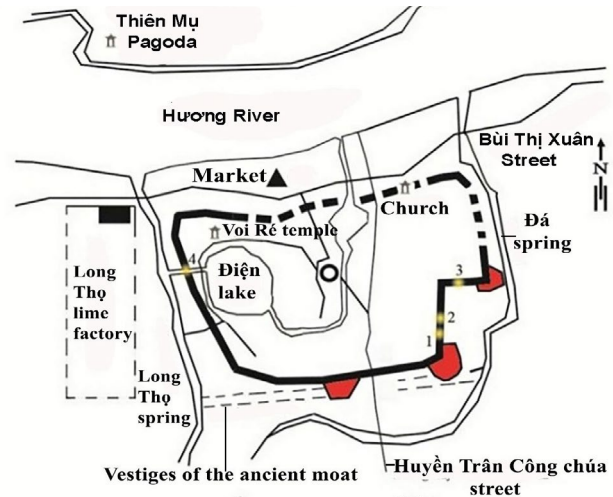 Thiên Mụ
Pagoda
Hương River
Bùi Thị Xuân
Street
N
Market
Church
Đá
spring
Voi Ré temple
Điện
lake
Long
Thọ
lime
factory
4
3
2
1
Long
Thọ
spring
Vestiges of the ancient moat
Huyền Trân Công chúa
street